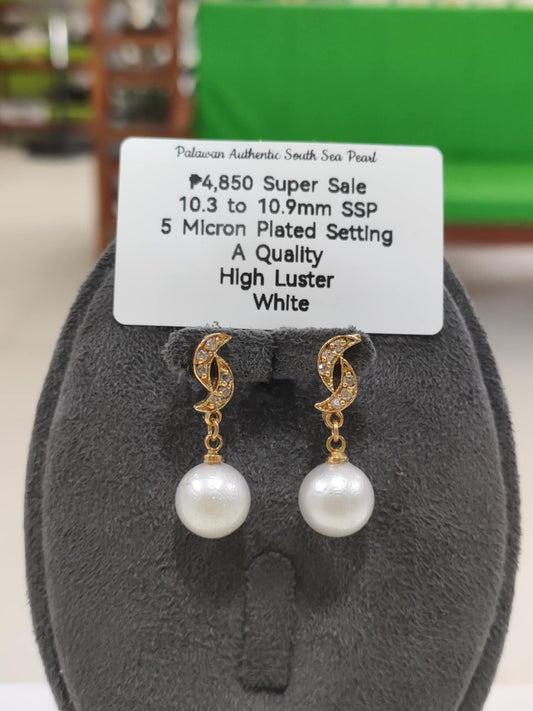 Palawan Authentic South Sea Pearl
₱4,850 Super Sale
10.3 to 10.9mm SSP
5 Micron Plated Setting
A Quality
High Luster
White